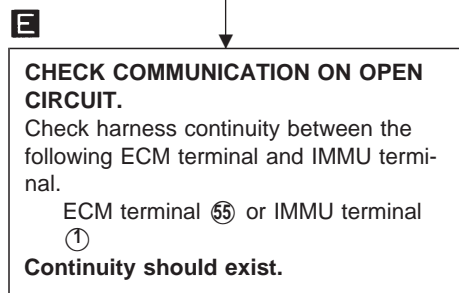 E
CHECK COMMUNICATION ON OPEN
CIRCUIT.
Check harness continuity between the
following ECM terminal and IMMU termi-
nal.
ECM terminal 55 or IMMU terminal
1
Continuity should exist.